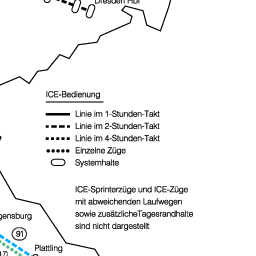 Dresden Hbf
ICE-Bedienung
Linie im 1-Stunden-Takt
Linie im 2-Stunden-Takt
Linie im 4-Stunden-Takt
Einzelne Züge
Systemhalte
ICE-Sprinterzüge und ICE-Züge
mit abweichenden Laufwegen
sowie zusätzlicheTagesrandhalte
sind nicht dargestellt
gensburg
91
Plattling